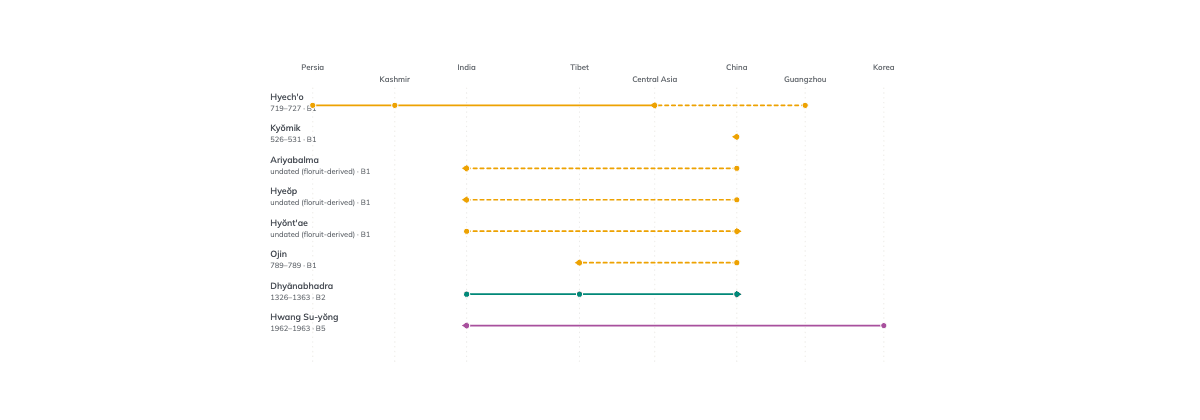 Persia
India
Tibet
China
Korea
Kashmir
Central Asia
Guangzhou
Hyech'o
719–727 · B1
Kyŏmik
526–531 · B1
Ariyabalma
undated (floruit-derived) · B1
Hyeŏp
undated (floruit-derived) · B1
Hyŏnt'ae
undated (floruit-derived) · B1
Ojin
789–789 · B1
Dhyānabhadra
1326–1363 · B2
Hwang Su-yŏng
1962–1963 · B5